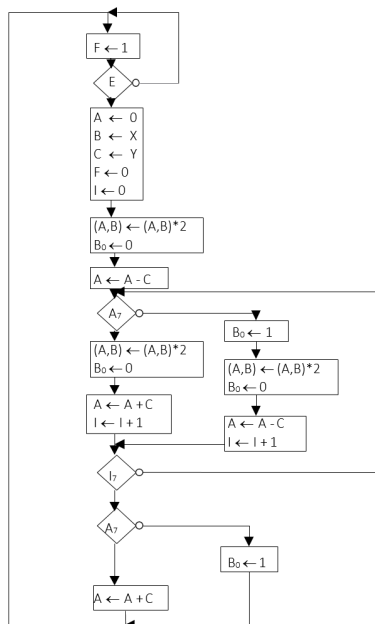 F ← 1
E
A ← 0
B ← X
C ← Y
F ← 0
I ← 0
(A,B) ← (A,B)*2
B₀ ← 0
A ← A - C
A₇
B₀ ← 1
(A,B) ← (A,B)*2
B₀ ← 0
(A,B) ← (A,B)*2
B₀ ← 0
A ← A + C
I ← I + 1
A ← A - C
I ← I + 1
I₇
A₇
B₀ ← 1
A ← A + C